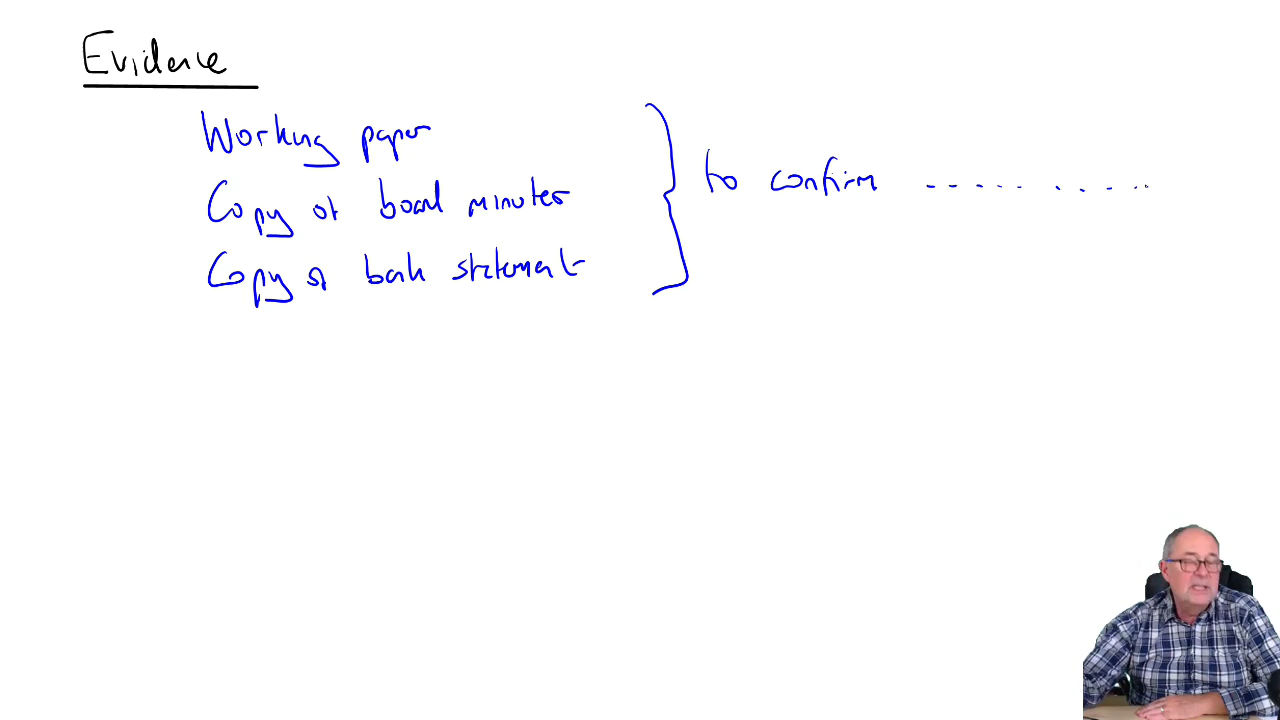 Evidence
Working paper
Copy of board minutes
Copy of bank statement
to confirm ...........